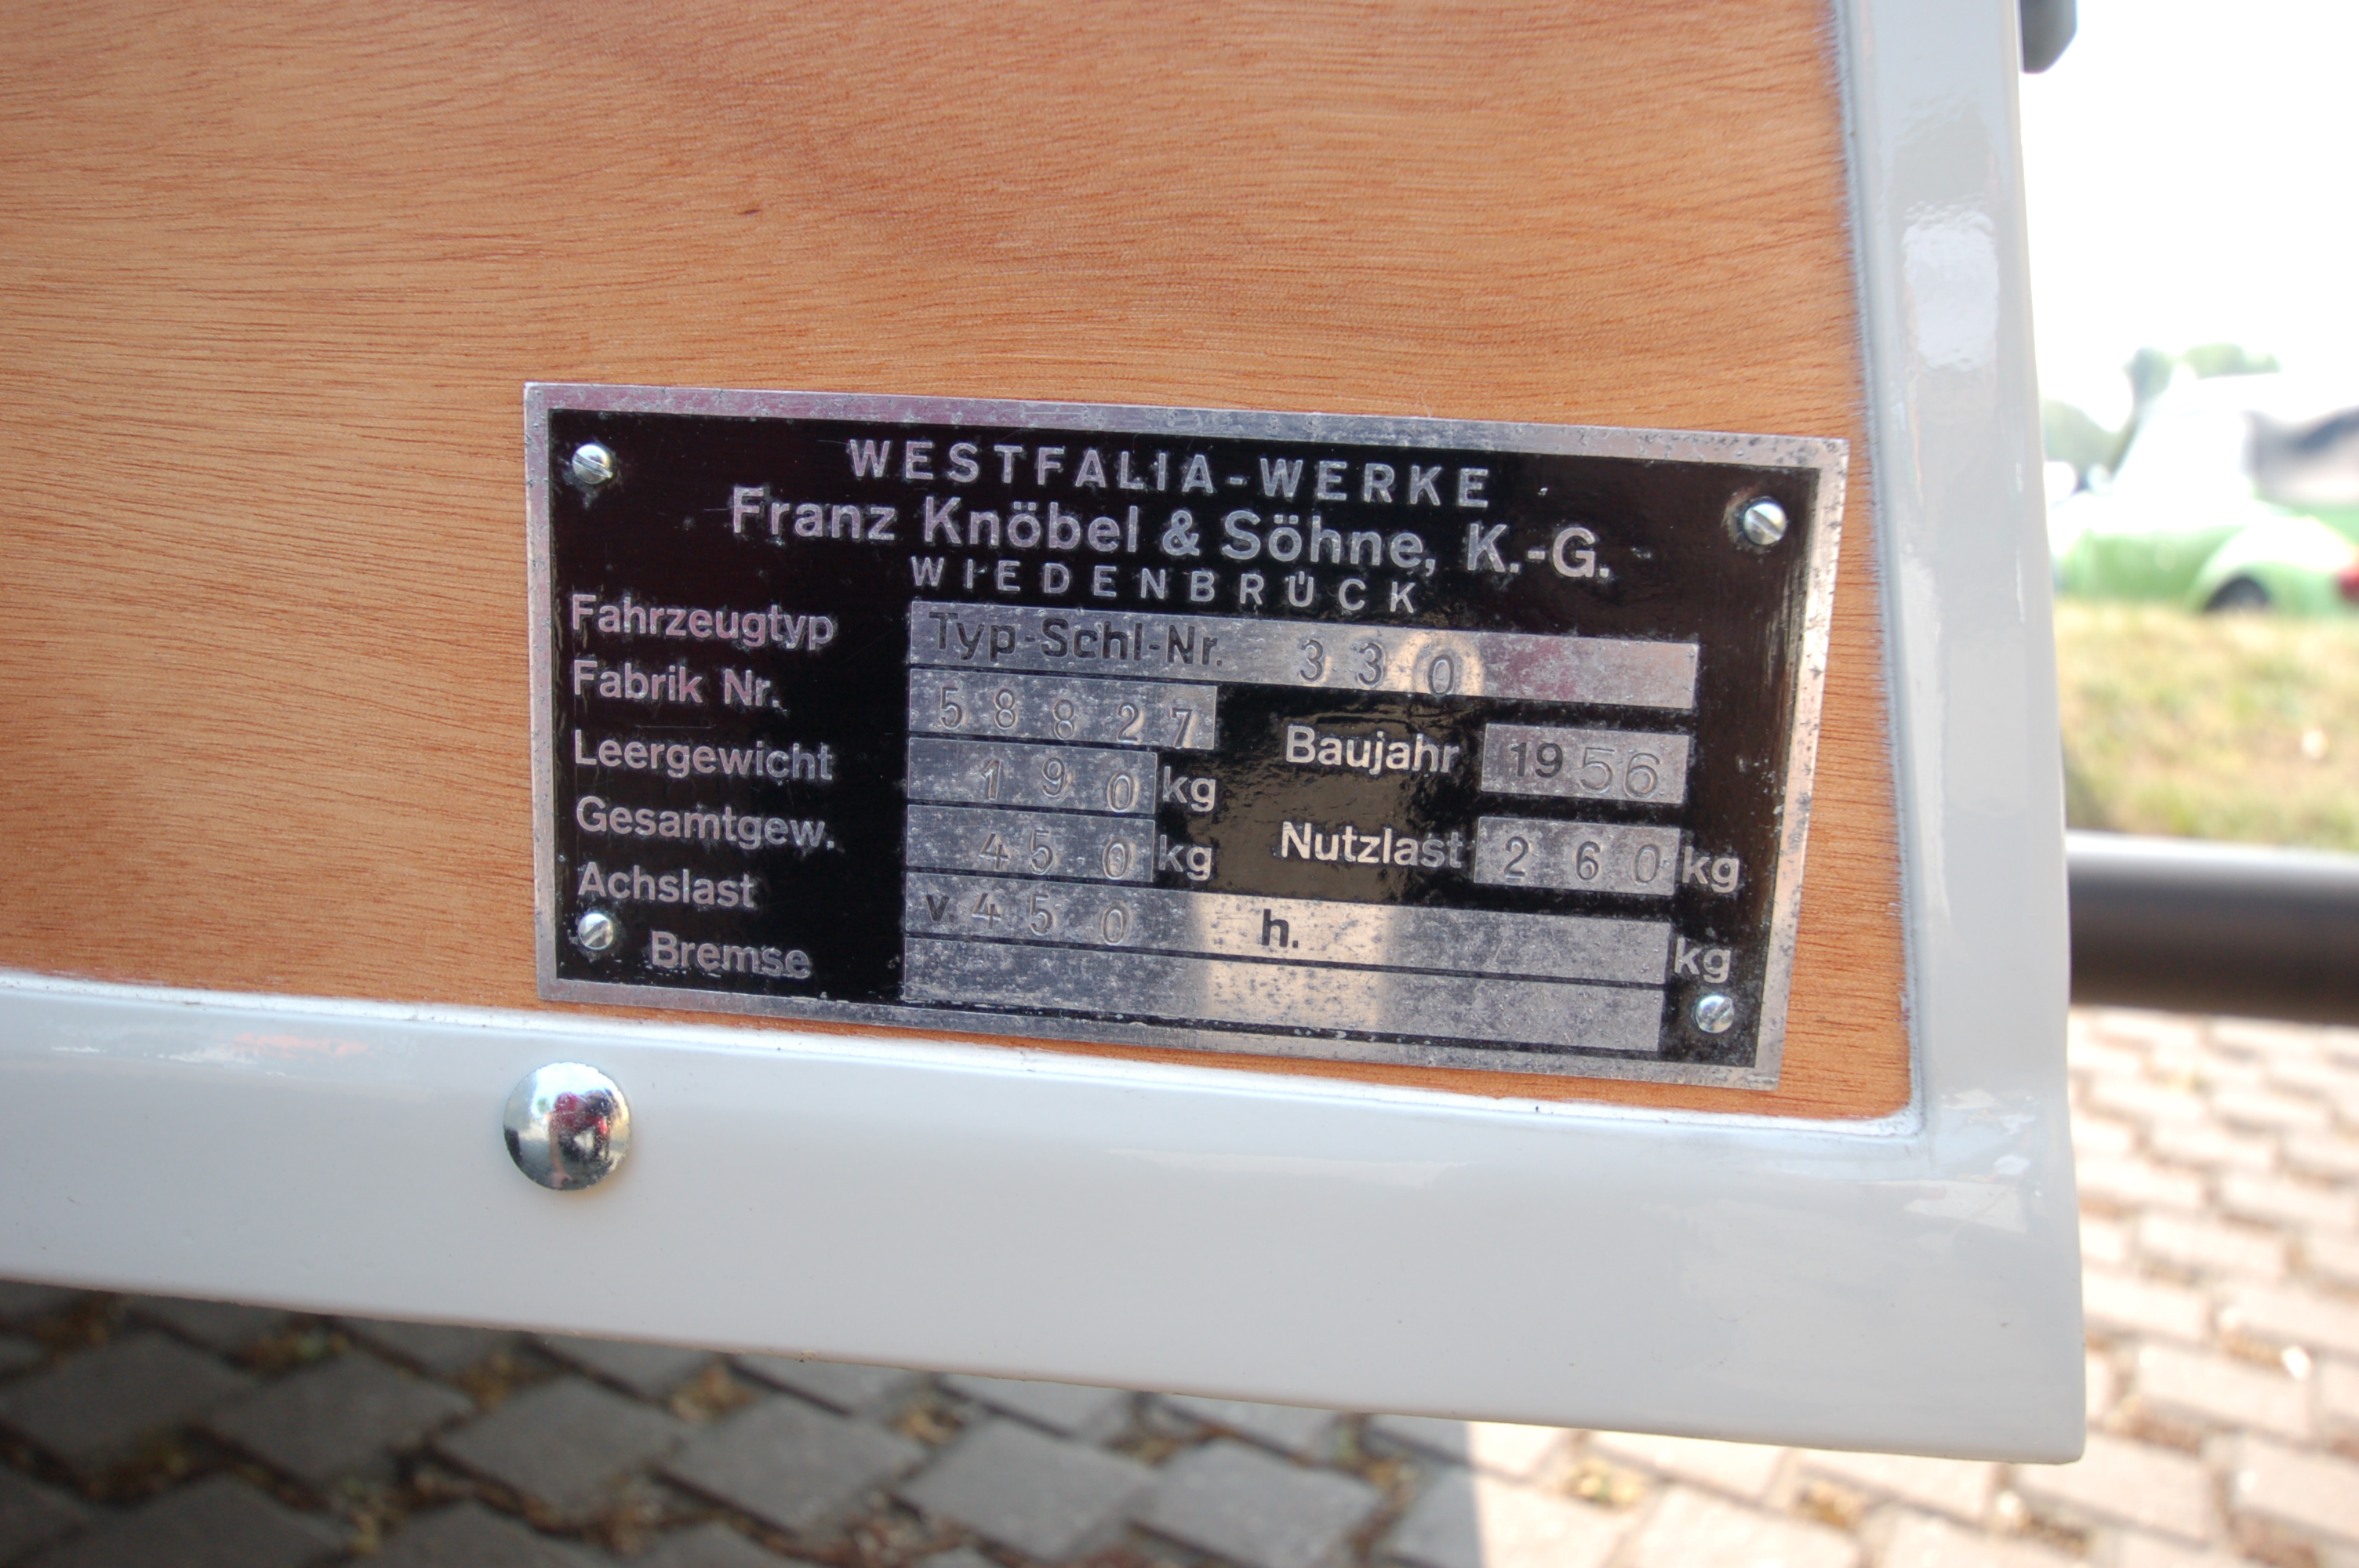 WESTFALIA-WERKE
Franz Knöbel & Söhne, K.-G.
WIEDENBRÜCK
Fahrzeugtyp Typ-Schl-Nr. 330
Fabrik Nr. 58827
Baujahr 1956
Leergewicht 190 kg
Nutzlast 260 kg
Gesamtgew. 450 kg
Achslast v. 450 h. kg
Bremse